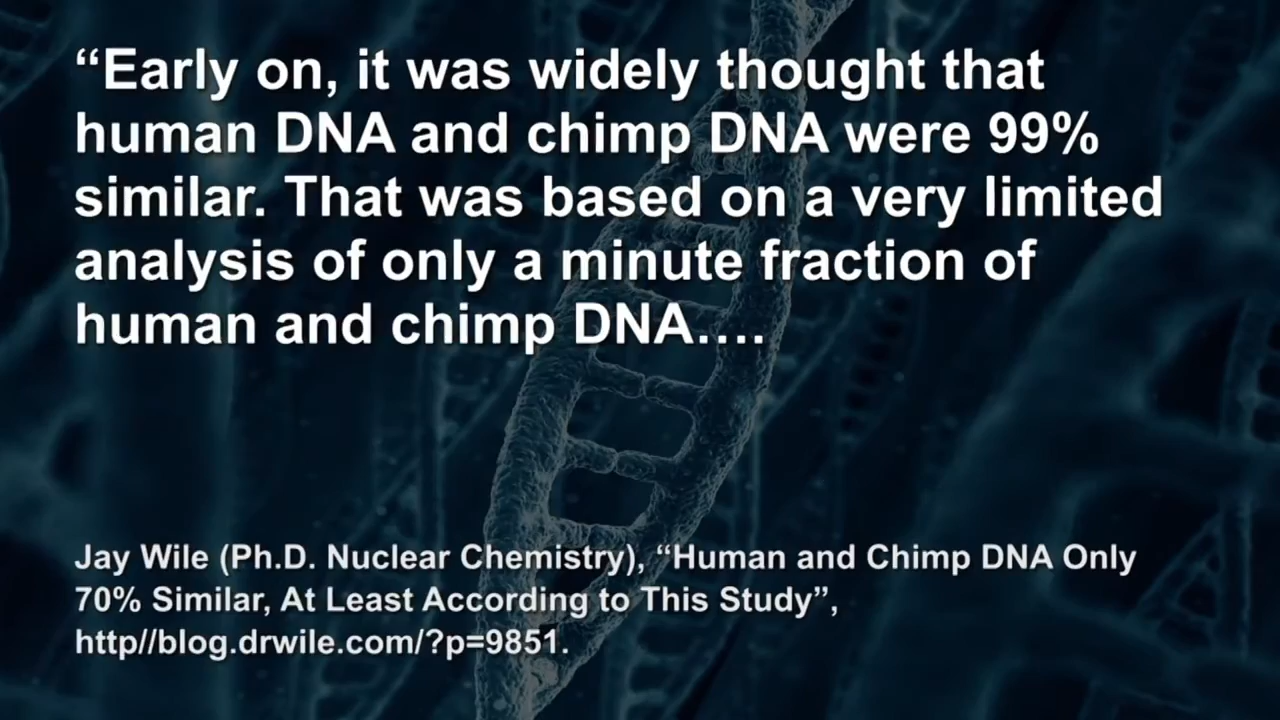 “Early on, it was widely thought that
human DNA and chimp DNA were 99%
similar. That was based on a very limited
analysis of only a minute fraction of
human and chimp DNA….
Jay Wile (Ph.D. Nuclear Chemistry), “Human and Chimp DNA Only
70% Similar, At Least According to This Study”,
http//blog.drwile.com/?p=9851.